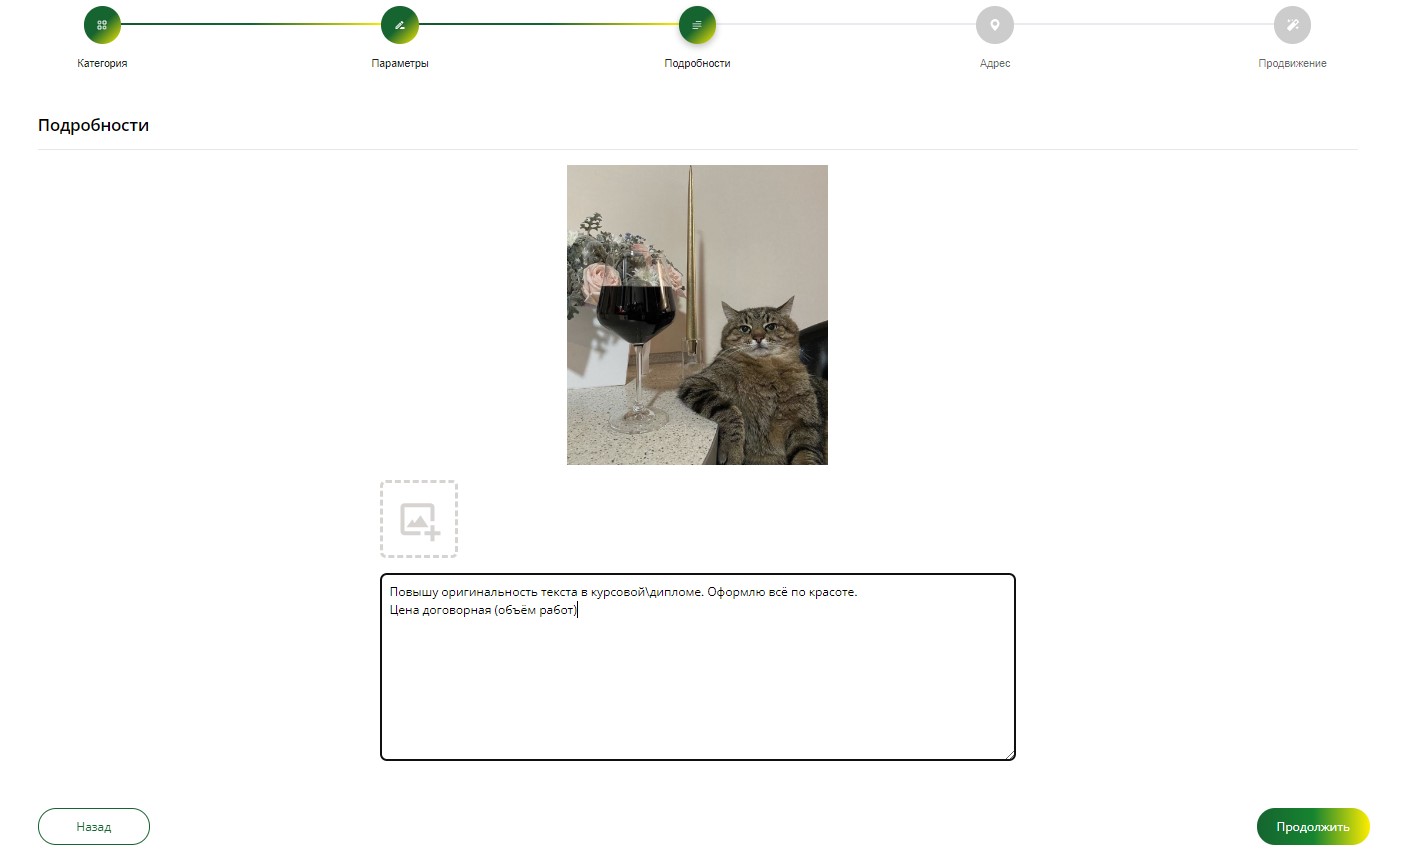 Категория
Параметры
Подробности
Адрес
Продвижение
Подробности
Повышу оригинальность текста в курсовой\дипломе. Оформлю всё по красоте.
Цена договорная (объём работ)
Назад
Продолжить